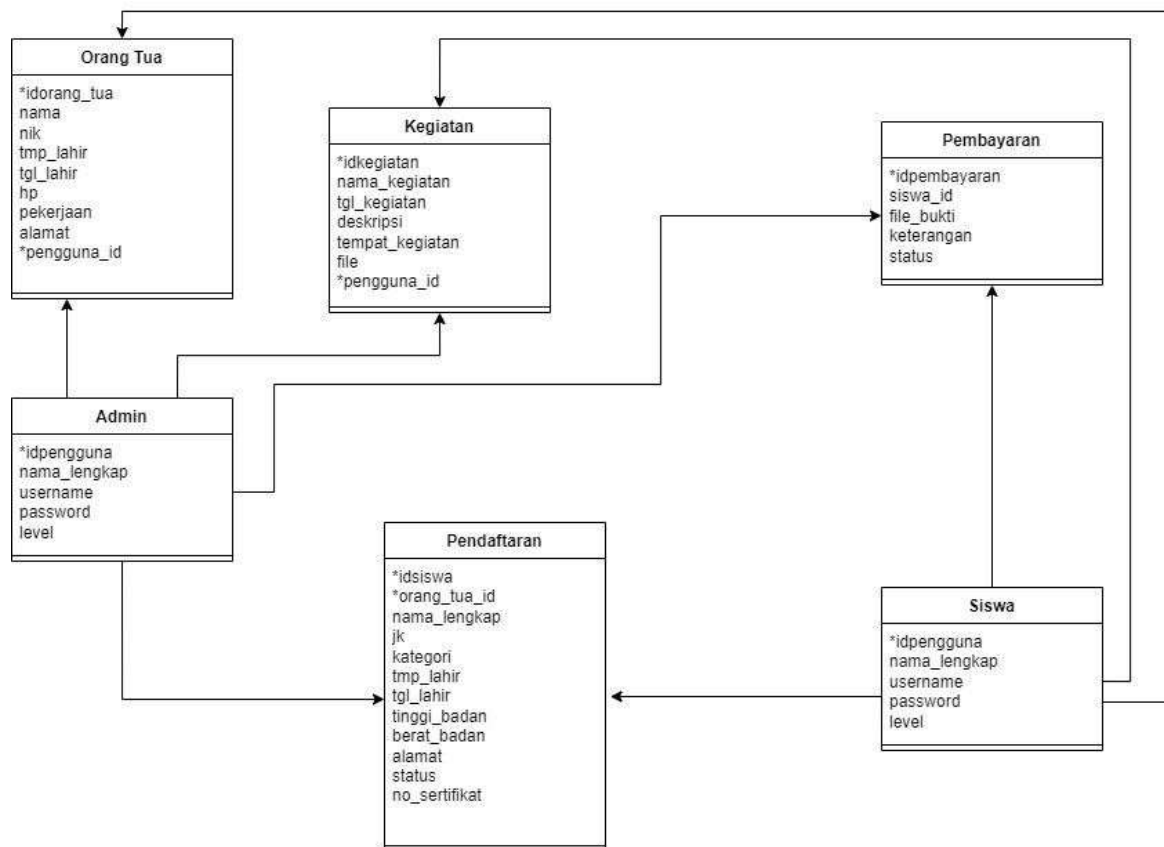 Orang Tua
*idorang_tua
nama
nik
tmp_lahir
tgl_lahir
hp
pekerjaan
alamat
*pengguna_id
Kegiatan
*idkegiatan
nama_kegiatan
tgl_kegiatan
deskripsi
tempat_kegiatan
file
*pengguna_id
Pembayaran
*idpembayaran
siswa_id
file_bukti
keterangan
status
Admin
*idpengguna
nama_lengkap
username
password
level
Pendaftaran
*idsiswa
*orang_tua_id
nama_lengkap
jk
kategori
tmp_lahir
tgl_lahir
tinggi_badan
berat_badan
alamat
status
no_sertifikat
Siswa
*idpengguna
nama_lengkap
username
password
level